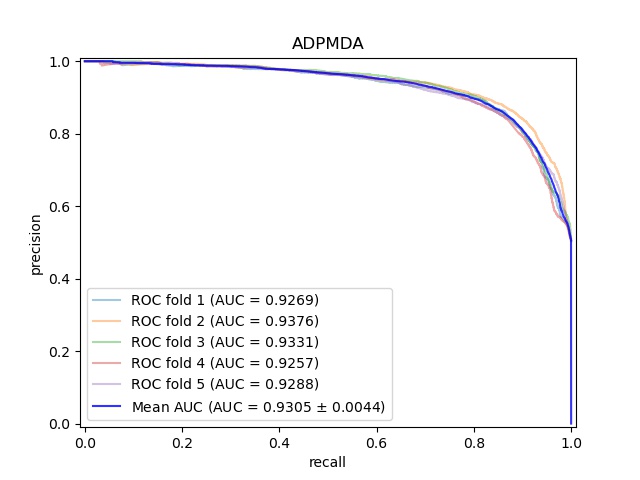 ADPMDA
1.0
0.8
0.6
0.4
0.2
0.0
precision
ROC fold 1 (AUC = 0.9269)
ROC fold 2 (AUC = 0.9376)
ROC fold 3 (AUC = 0.9331)
ROC fold 4 (AUC = 0.9257)
ROC fold 5 (AUC = 0.9288)
Mean AUC (AUC = 0.9305 ± 0.0044)
0.0 0.2 0.4 0.6 0.8 1.0
recall